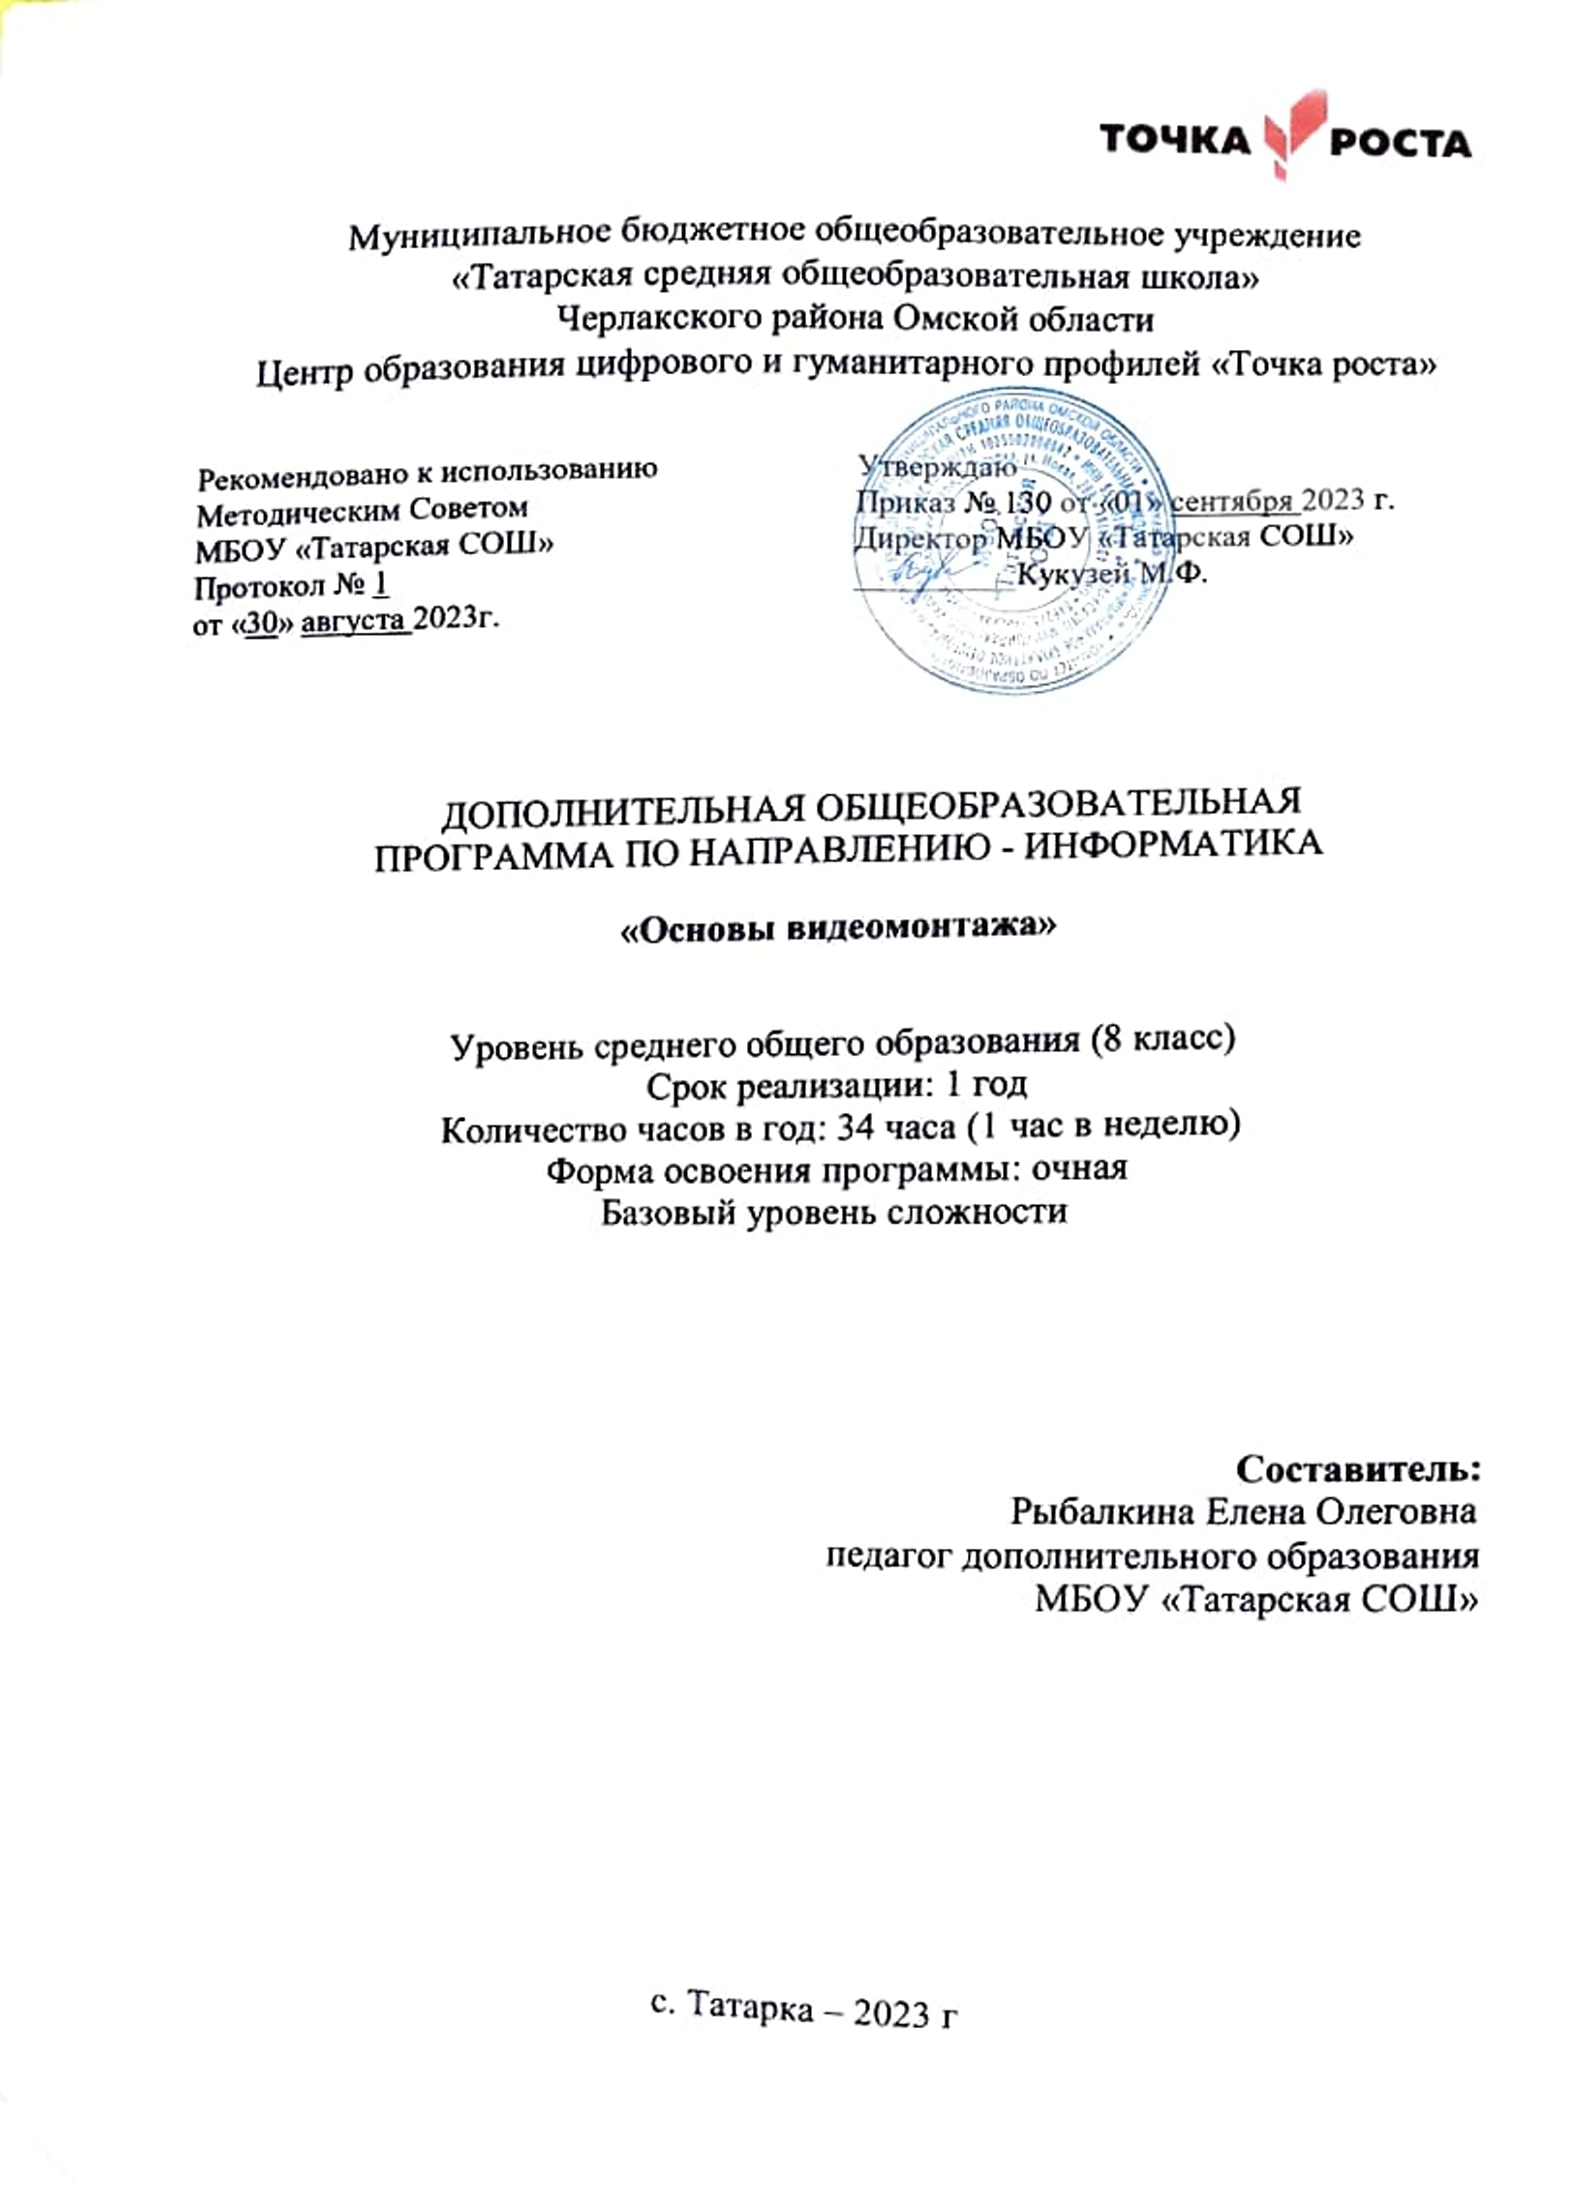 ТОЧКА РОСТА
Муниципальное бюджетное общеобразовательное учреждение
«Татарская средняя общеобразовательная школа»
Черлакского района Омской области
Центр образования цифрового и гуманитарного профилей «Точка роста»
Рекомендовано к использованию
Методическим Советом
МБОУ «Татарская СОШ»
Протокол № 1
от «30» августа 2023г.
Утверждаю
Приказ № 130 от «01» сентября 2023 г.
Директор МБОУ «Татарская СОШ»
Кукузей М.Ф.
ДОПОЛНИТЕЛЬНАЯ ОБЩЕОБРАЗОВАТЕЛЬНАЯ
ПРОГРАММА ПО НАПРАВЛЕНИЮ - ИНФОРМАТИКА
«Основы видеомонтажа»
Уровень среднего общего образования (8 класс)
Срок реализации: 1 год
Количество часов в год: 34 часа (1 час в неделю)
Форма освоения программы: очная
Базовый уровень сложности
Составитель:
Рыбалкина Елена Олеговна
педагог дополнительного образования
МБОУ «Татарская СОШ»
с. Татарка – 2023 г